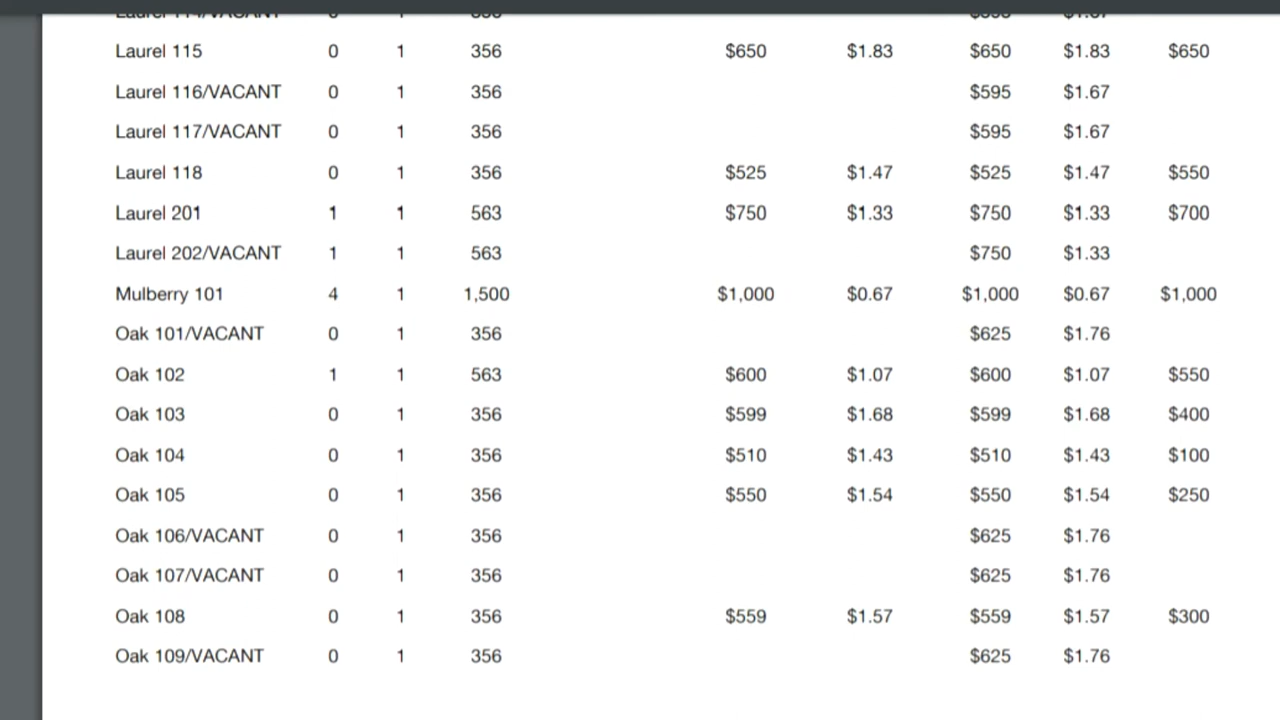 Laurel 115 0 1 356 $650 $1.83 $650 $1.83 $650
Laurel 116/VACANT 0 1 356 $595 $1.67
Laurel 117/VACANT 0 1 356 $595 $1.67
Laurel 118 0 1 356 $525 $1.47 $525 $1.47 $550
Laurel 201 1 1 563 $750 $1.33 $750 $1.33 $700
Laurel 202/VACANT 1 1 563 $750 $1.33
Mulberry 101 4 1 1,500 $1,000 $0.67 $1,000 $0.67 $1,000
Oak 101/VACANT 0 1 356 $625 $1.76
Oak 102 1 1 563 $600 $1.07 $600 $1.07 $550
Oak 103 0 1 356 $599 $1.68 $599 $1.68 $400
Oak 104 0 1 356 $510 $1.43 $510 $1.43 $100
Oak 105 0 1 356 $550 $1.54 $550 $1.54 $250
Oak 106/VACANT 0 1 356 $625 $1.76
Oak 107/VACANT 0 1 356 $625 $1.76
Oak 108 0 1 356 $559 $1.57 $559 $1.57 $300
Oak 109/VACANT 0 1 356 $625 $1.76